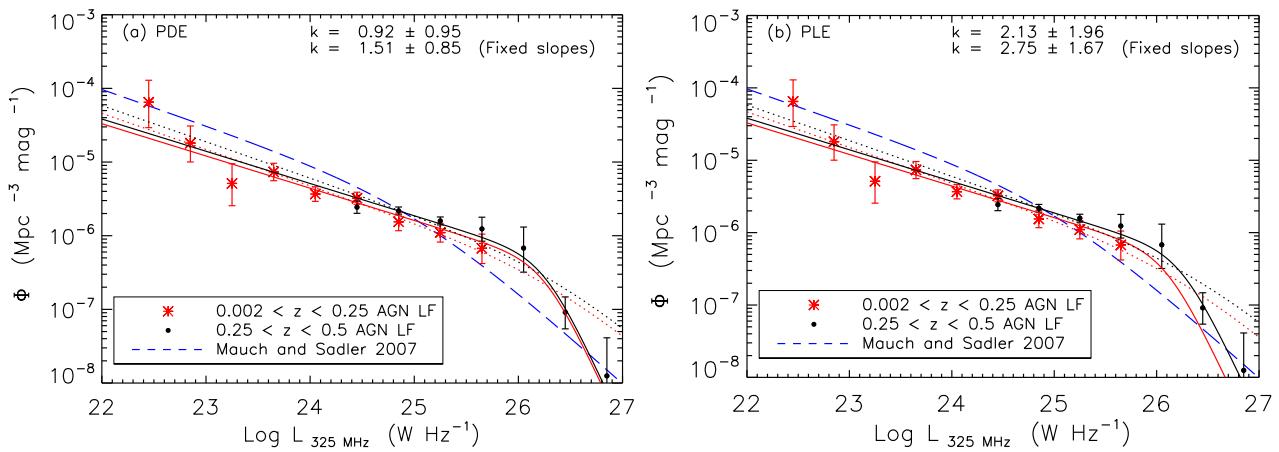 (a) PDE
k = 0.92 ± 0.95
k = 1.51 ± 0.85 (Fixed slopes)
10⁻³
10⁻⁴
10⁻⁵
10⁻⁶
10⁻⁷
10⁻⁸
Φ (Mpc ⁻³ mag ⁻¹)
0.002 < z < 0.25 AGN LF
0.25 < z < 0.5 AGN LF
Mauch and Sadler 2007
22 23 24 25 26 27
Log L 325 MHz (W Hz⁻¹)
(b) PLE
k = 2.13 ± 1.96
k = 2.75 ± 1.67 (Fixed slopes)
10⁻³
10⁻⁴
10⁻⁵
10⁻⁶
10⁻⁷
10⁻⁸
Φ (Mpc ⁻³ mag ⁻¹)
0.002 < z < 0.25 AGN LF
0.25 < z < 0.5 AGN LF
Mauch and Sadler 2007
22 23 24 25 26 27
Log L 325 MHz (W Hz⁻¹)